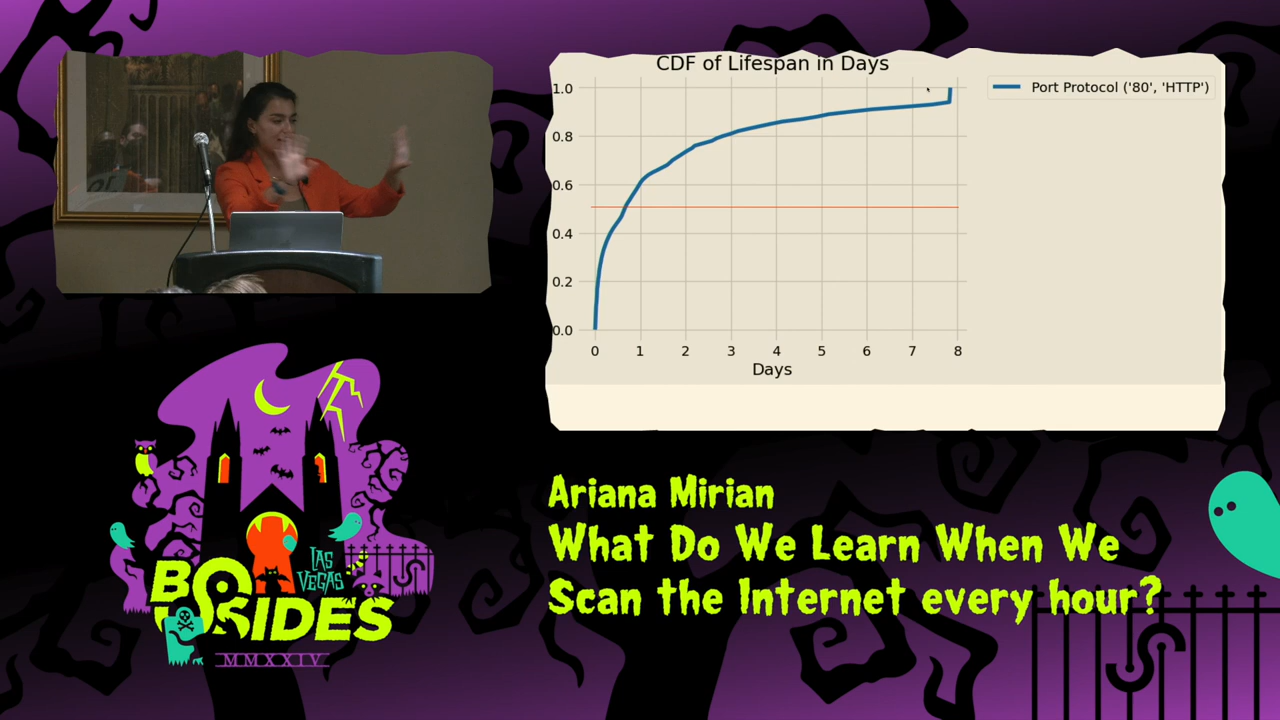 CDF of Lifespan in Days
Port Protocol ('80', 'HTTP')
1.0
0.8
0.6
0.4
0.2
0.0
0 1 2 3 4 5 6 7 8
Days
Ariana Mirian
What Do We Learn When We
Scan the Internet every hour?
LAS
VEGAS
BSIDES
MMXXIV